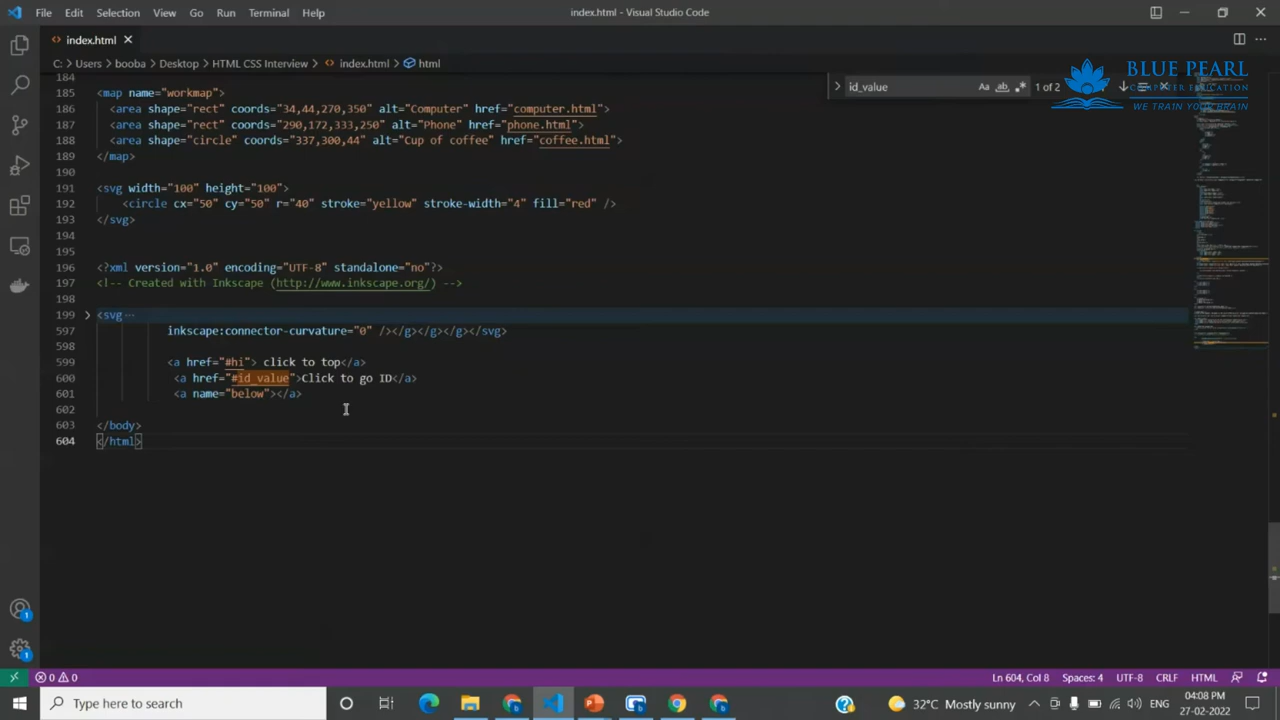 File Edit Selection View Go Run Terminal Help
index.html - Visual Studio Code
index.html
C: > Users > booba > Desktop > HTML CSS Interview > index.html > html
id_value
Aa ab 1 of 2
BLUE PEARL
COMPUTER EDUCATION
WE TRAIN YOUR BRAIN
184
185 <map name="workmap">
186 <area shape="rect" coords="34,44,270,350" alt="Computer" href="computer.html">
187 <area shape="rect" coords="290,172,333,250" alt="Phone" href="phone.html">
188 <area shape="circle" coords="337,300,44" alt="Cup of coffee" href="coffee.html">
189 </map>
190
191 <svg width="100" height="100">
192 <circle cx="50" cy="50" r="40" stroke="yellow" stroke-width="4" fill="red" />
193 </svg>
194
195
196 <?xml version="1.0" encoding="UTF-8" standalone="no"?>
197 <!-- Created with Inkscape (http://www.inkscape.org/) -->
198
199 <svg ...
597 inkscape:connector-curvature="0" /></g></g></g></svg>
598
599 <a href="#hi"> click to top</a>
600 <a href="#id_value">Click to go ID</a>
601 <a name="below"></a>
602
603 </body>
604 </html>
1
1
0 0
Ln 604, Col 8 Spaces: 4 UTF-8 CRLF HTML
Type here to search
32°C Mostly sunny
ENG
04:08 PM
27-02-2022